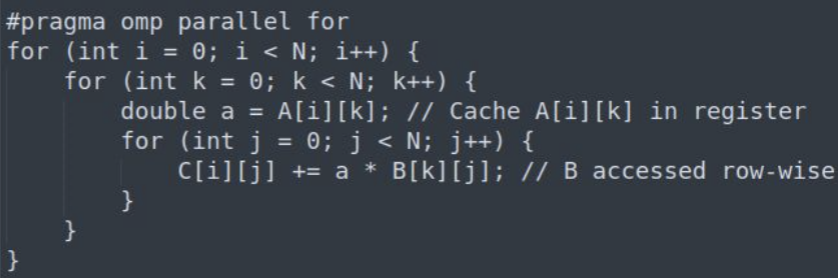 #pragma omp parallel for
for (int i = 0; i < N; i++) {
    for (int k = 0; k < N; k++) {
        double a = A[i][k]; // Cache A[i][k] in register
        for (int j = 0; j < N; j++) {
            C[i][j] += a * B[k][j]; // B accessed row-wise
        }
    }
}